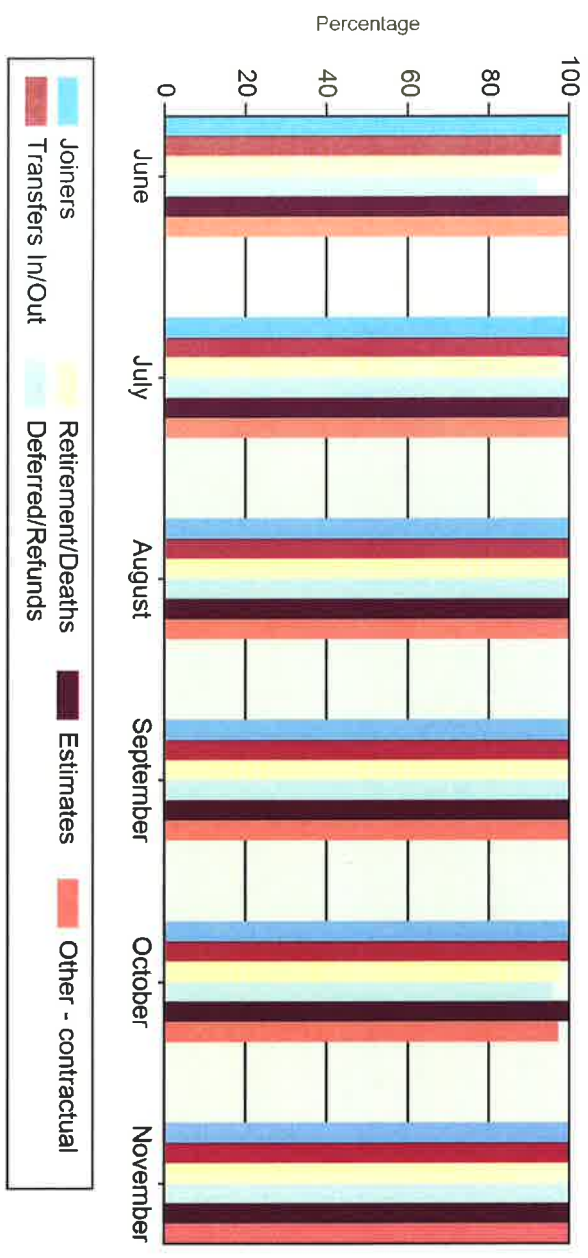 Percentage
100
80
60
40
20
0
June
July
August
September
October
November
Joiners
Transfers In/Out
Retirement/Deaths
Deferred/Refunds
Estimates
Other - contractual